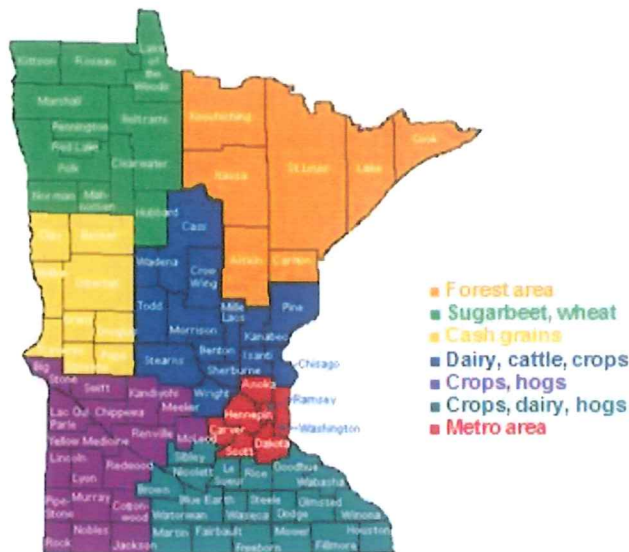 Kittson
Roseau
Lake
of the
Woods
Marshall
Beltrami
Koochiching
Cook
Pennington
Red Lake
Polk
Clearwater
Itasca
St.Louis
Lake
Norman
Mah-
nomen
Hubbard
Cass
Clay
Becker
Wadena
Crow
Wing
Aitkin
Carlton
Ottertail
Todd
Mille
Lacs
Pine
Grant
Douglas
Morrison
Kanabec
Pope
Stearns
Benton
Isanti
Sherburne
Chisago
Big
Stone
Swift
Kandiyohi
Wright
Anoka
Ramsey
Meeker
Hennepin
Lac Qui
Parle
Chippewa
Washington
Renville
McLeod
Carver
Yellow Medicine
Scott
Dakota
Sibley
Lincoln
Redwood
Nicollett
Le
Sueur
Rice
Goodhue
Wabasha
Lyon
Brown
Pipe-
Stone
Murray
Cotton-
wood
Blue Earth
Steele
Olmsted
Watonwan
Waseca
Dodge
Winona
Rock
Nobles
Jackson
Martin
Fairbault
Freeborn
Mower
Fillmore
Houston
Forest area
Sugarbeet, wheat
Cash grains
Dairy, cattle, crops
Crops, hogs
Crops, dairy, hogs
Metro area